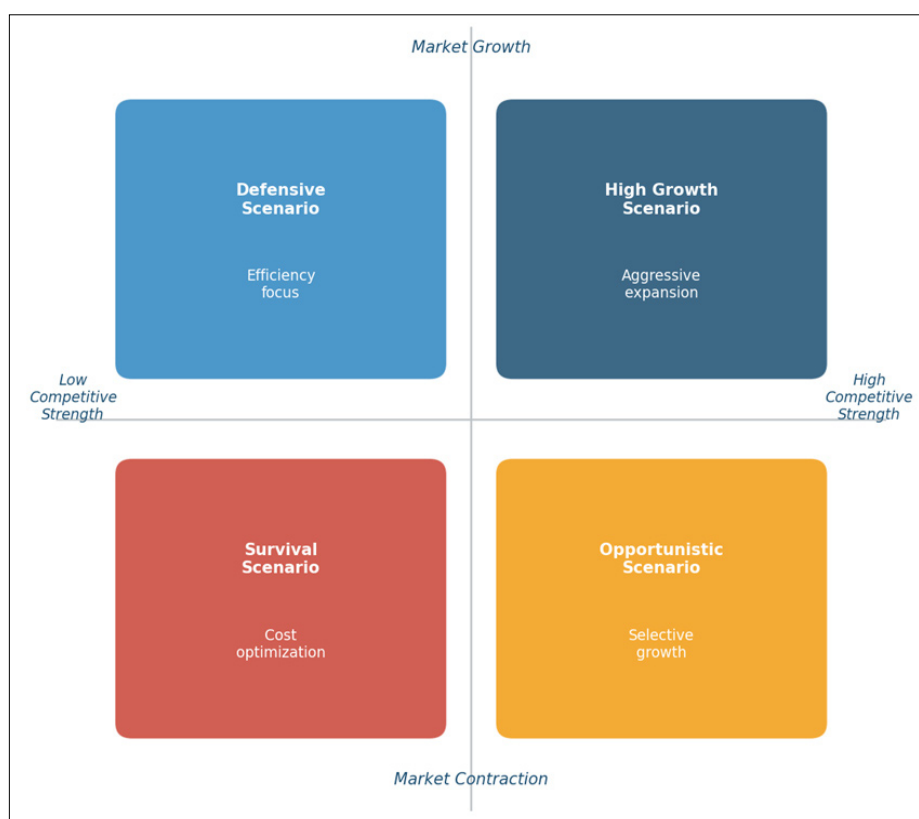 Market Growth
Defensive
Scenario
Efficiency
focus
High Growth
Scenario
Aggressive
expansion
Low
Competitive
Strength
High
Competitive
Strength
Survival
Scenario
Cost
optimization
Opportunistic
Scenario
Selective
growth
Market Contraction